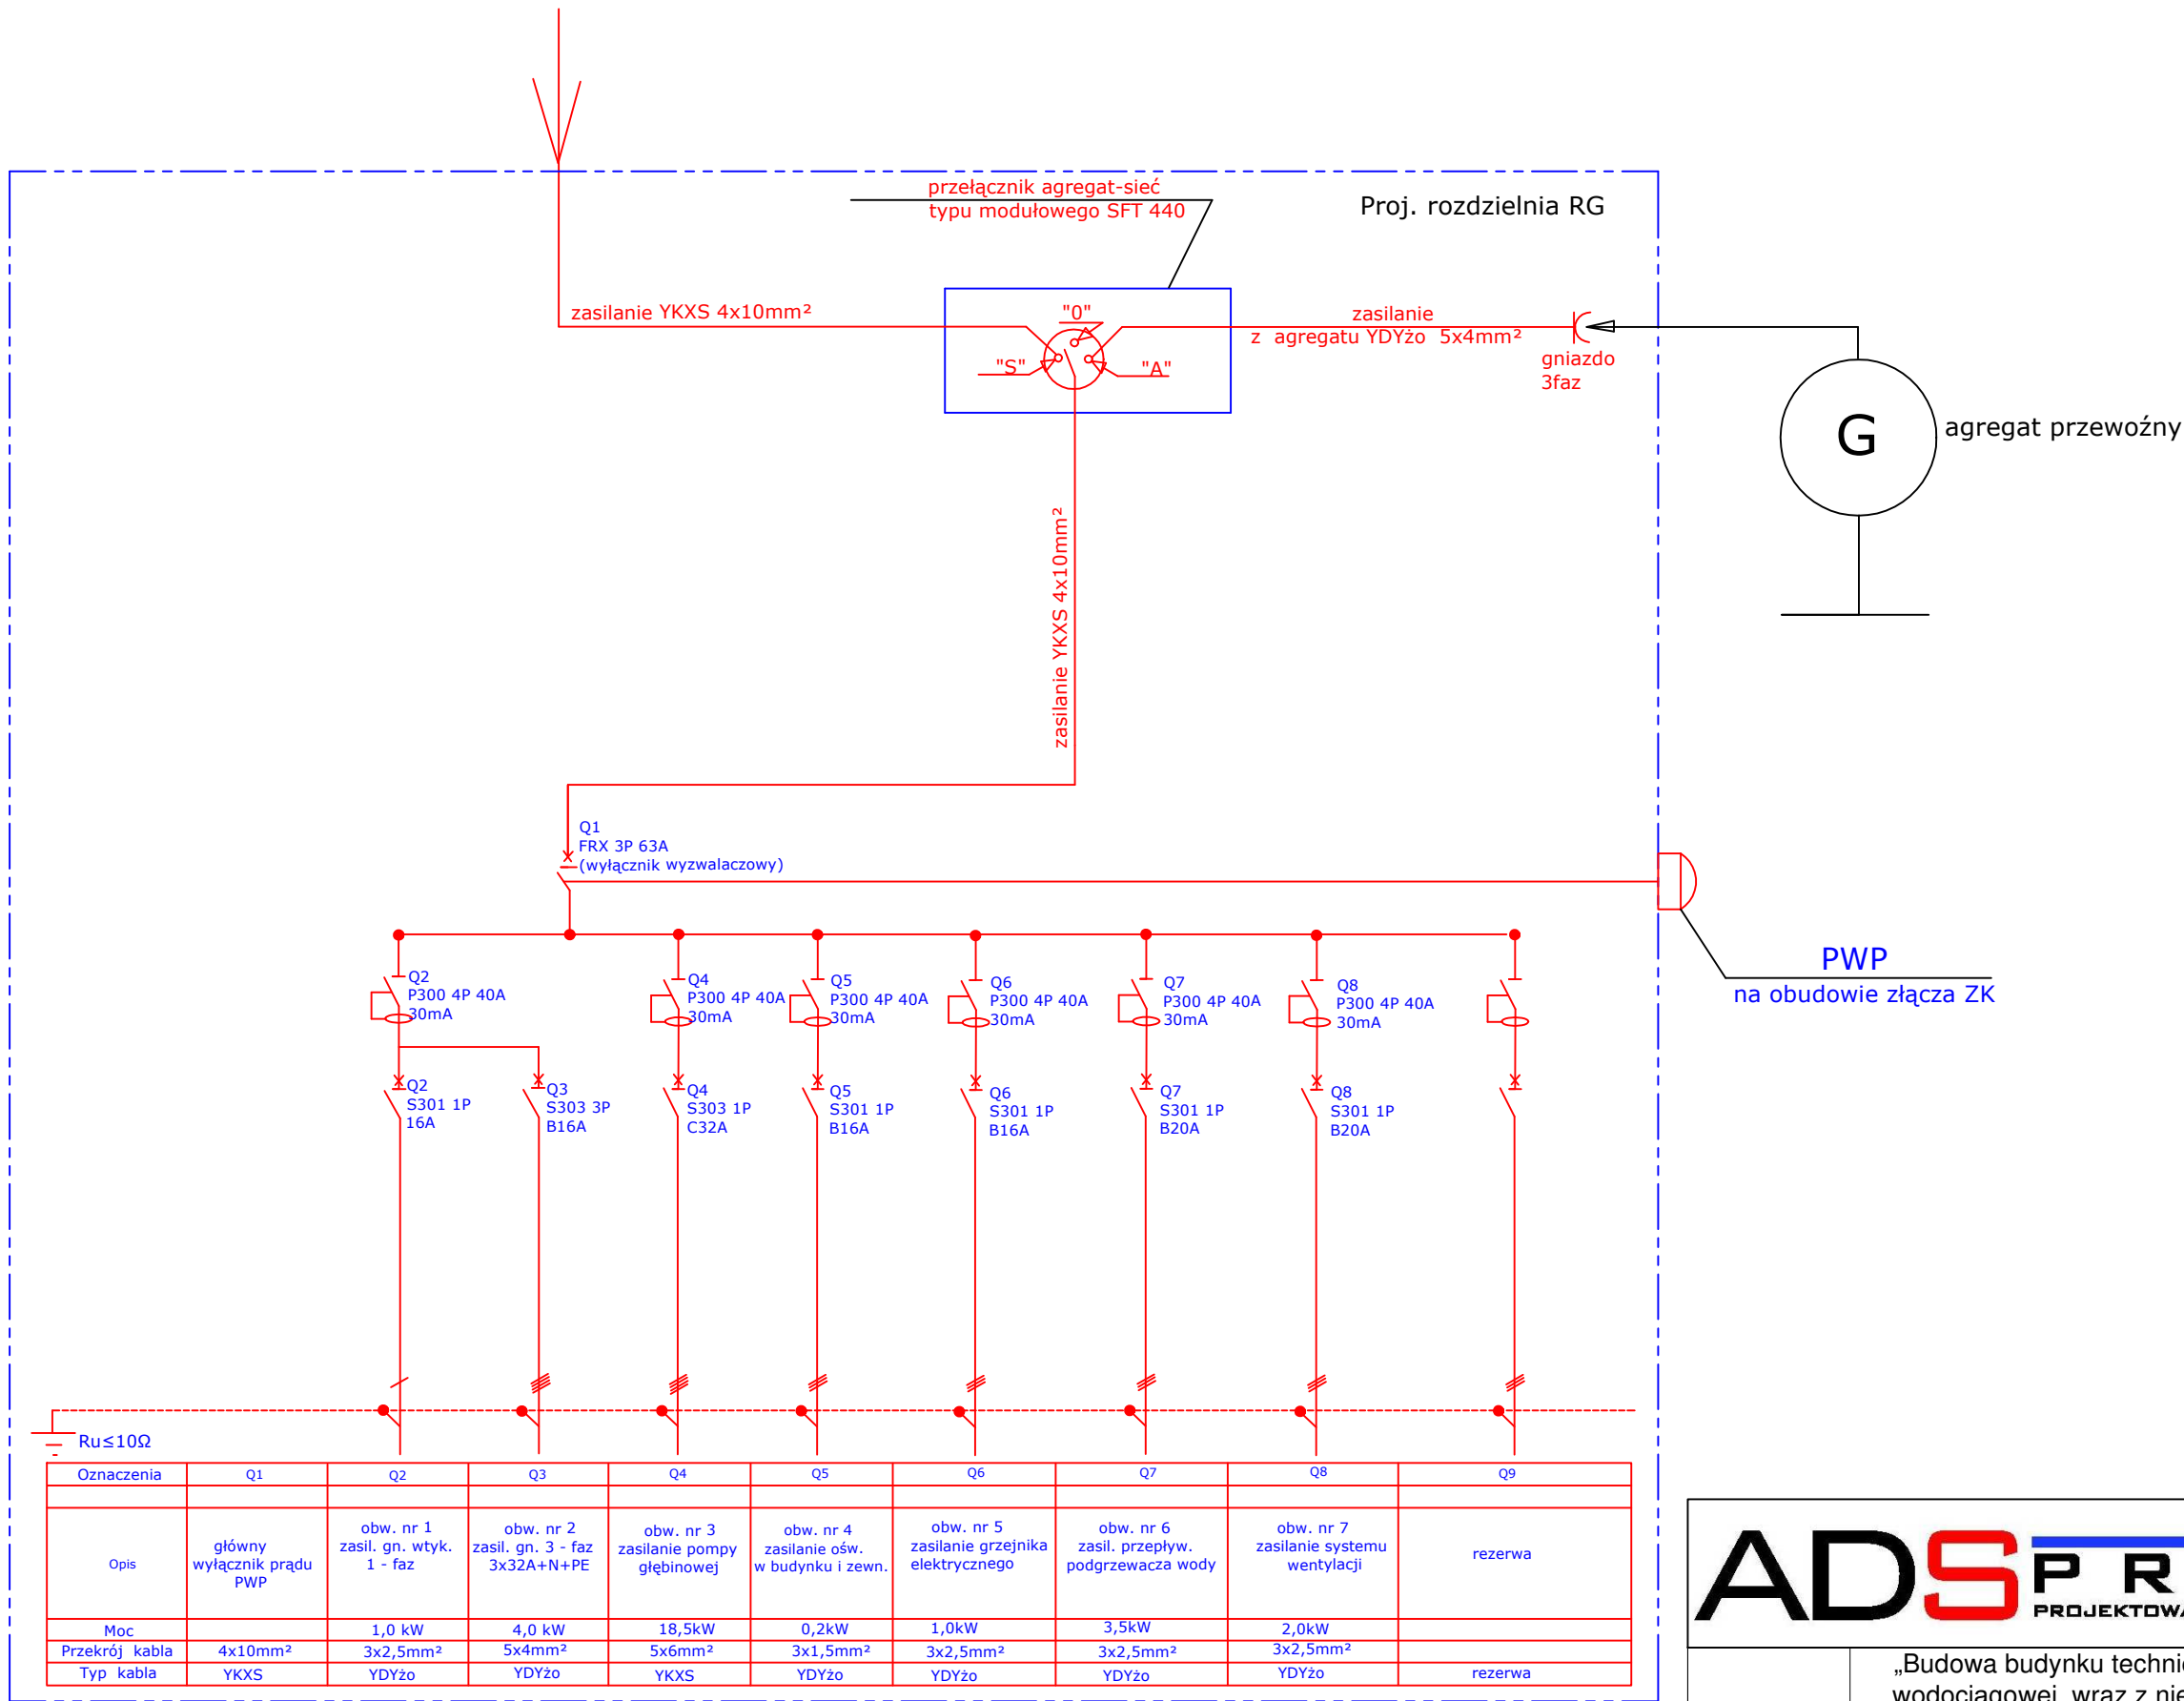 przełącznik agregat-sieć
typu modułowego SFT 440
Proj. rozdzielnia RG
zasilanie YKXS 4x10mm²
"0"
"S"
"A"
zasilanie
z agregatu YDYżo 5x4mm²
gniazdo
3faz
G
agregat przewoźny
zasilanie YKXS 4x10mm²
Q1
FRX 3P 63A
(wyłącznik wyzwalaczowy)
PWP
na obudowie złącza ZK
Q2
P300 4P 40A
30mA
Q4
P300 4P 40A
30mA
Q5
P300 4P 40A
30mA
Q6
P300 4P 40A
30mA
Q7
P300 4P 40A
30mA
Q8
P300 4P 40A
30mA
Q2
S301 1P
16A
Q3
S303 3P
B16A
Q4
S303 1P
C32A
Q5
S301 1P
B16A
Q6
S301 1P
B16A
Q7
S301 1P
B20A
Q8
S301 1P
B20A
Ru≤10Ω
Oznaczenia Q1 Q2 Q3 Q4 Q5 Q6 Q7 Q8 Q9
Opis
główny
wyłącznik prądu
PWP
obw. nr 1
zasil. gn. wtyk.
1 - faz
obw. nr 2
zasil. gn. 3 - faz
3x32A+N+PE
obw. nr 3
zasilanie pompy
głębinowej
obw. nr 4
zasilanie ośw.
w budynku i zewn.
obw. nr 5
zasilanie grzejnika
elektrycznego
obw. nr 6
zasil. przepływ.
podgrzewacza wody
obw. nr 7
zasilanie systemu
wentylacji
rezerwa
Moc 1,0 kW 4,0 kW 18,5kW 0,2kW 1,0kW 3,5kW 2,0kW
Przekrój kabla 4x10mm² 3x2,5mm² 5x4mm² 5x6mm² 3x1,5mm² 3x2,5mm² 3x2,5mm² 3x2,5mm²
Typ kabla YKXS YDYżo YDYżo YKXS YDYżo YDYżo YDYżo YDYżo rezerwa
ADS PR
PROJEKTOWA
„Budowa budynku techni
wodociągowej wraz z nie